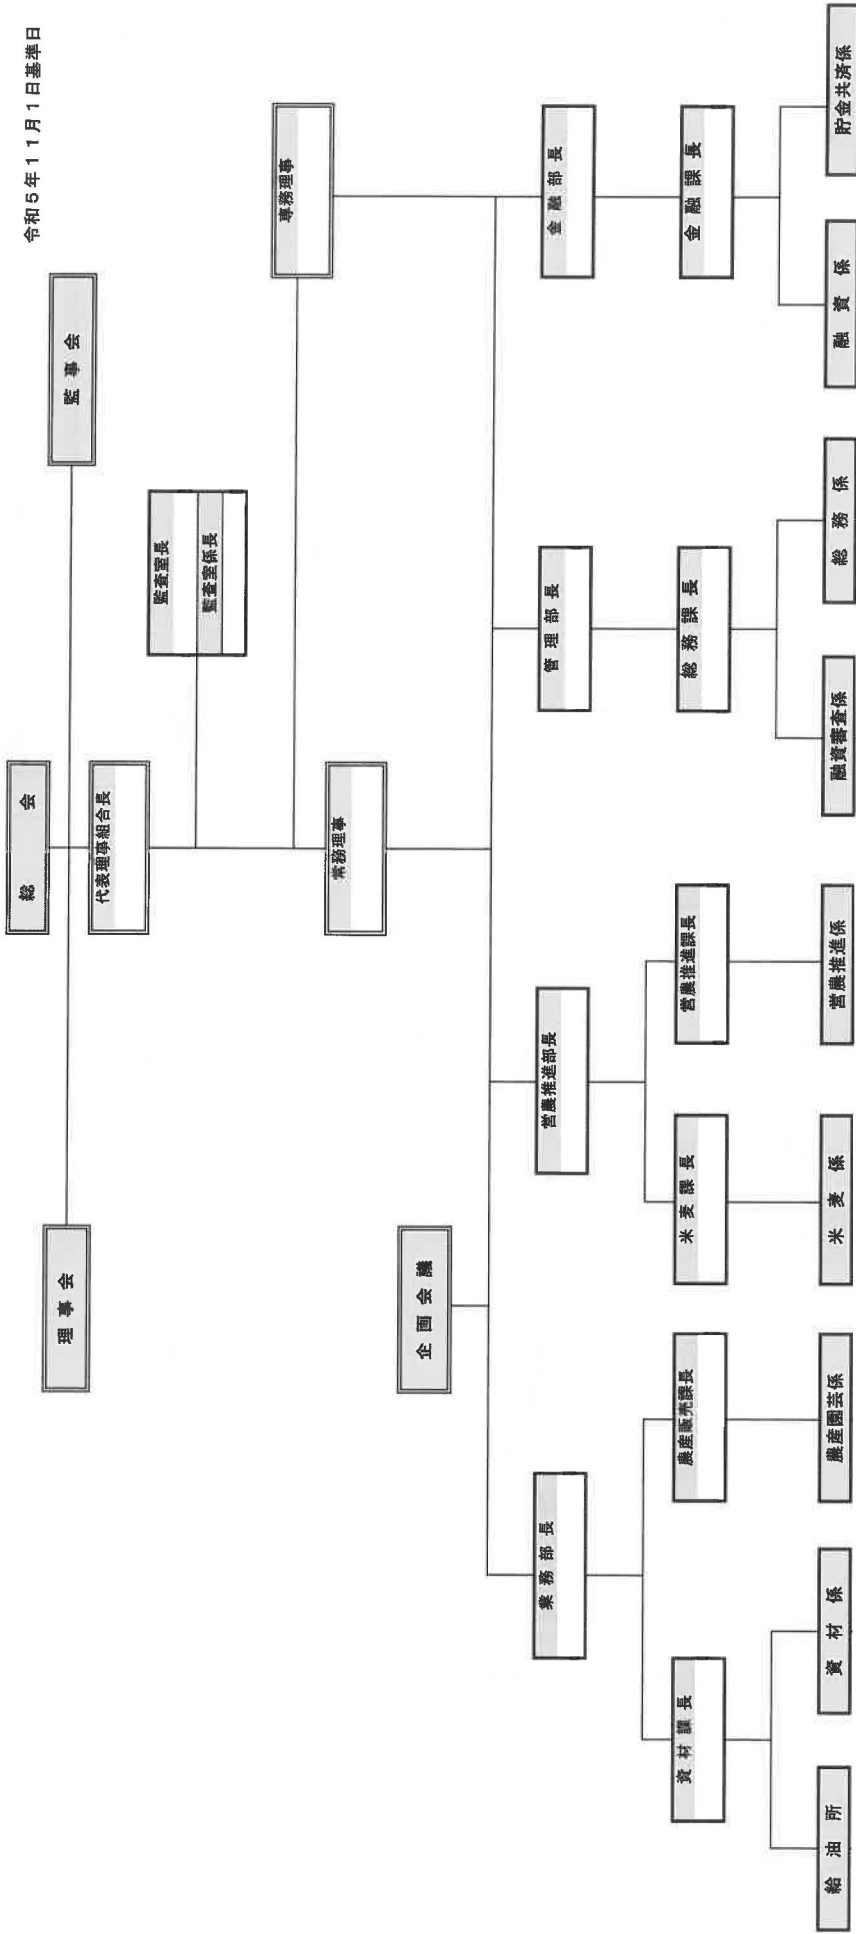 令和5年11月1日基準日
総会
理事会
監事会
代表理事組合長
監査室長
監査室係長
専務理事
常務理事
企画会議
業務部長
営農推進部長
管理部長
金融部長
資材課長
農産販売課長
米麦課長
営農推進課長
総務課長
金融課長
給油所
資材係
農産園芸係
米麦係
営農推進係
融資審査係
総務係
融資係
貯金共済係